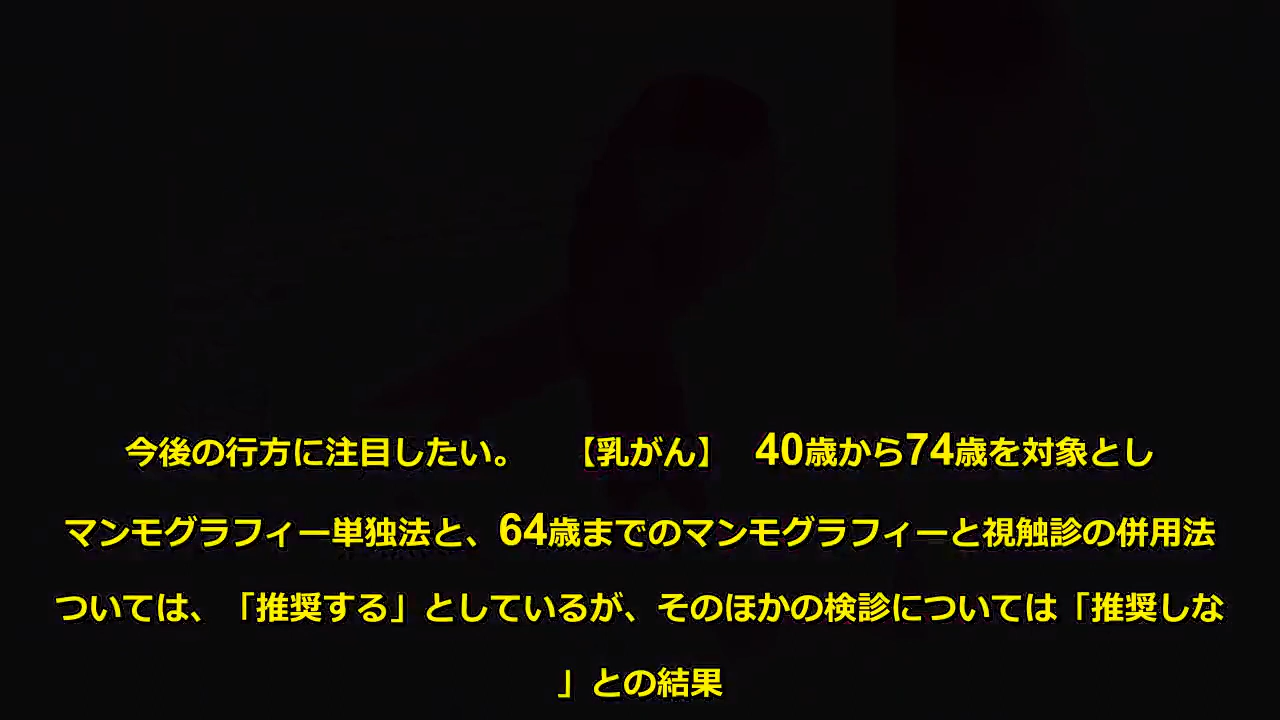 今後の行方に注目したい。　【乳がん】　40歳から74歳を対象とし
マンモグラフィー単独法と、64歳までのマンモグラフィーと視触診の併用法
ついては、「推奨する」としているが、そのほかの検診については「推奨しな
」との結果